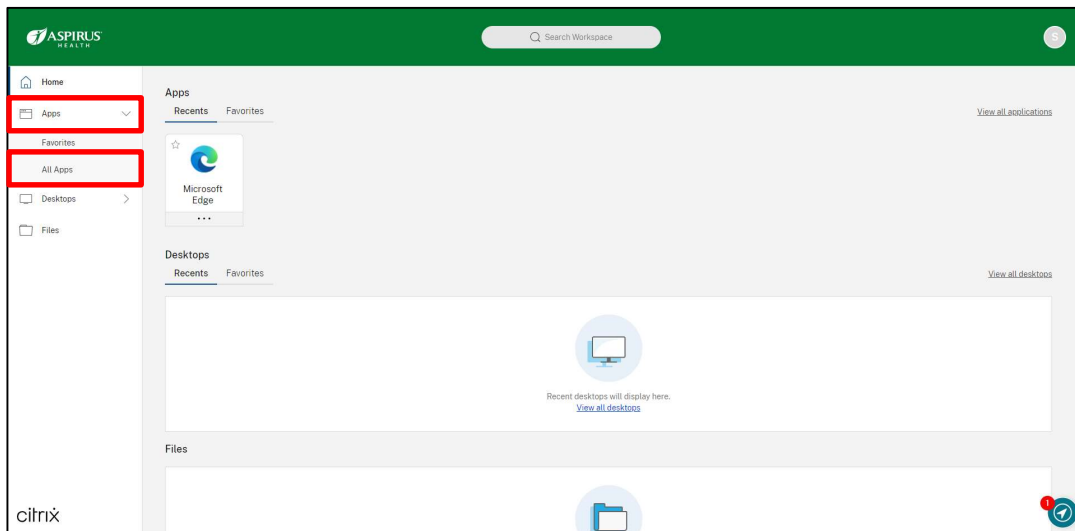 ASPIRUS
HEALTH
Search Workspace
S
Home
Apps
Favorites
All Apps
Desktops
Files
Apps
Recents Favorites
View all applications
Microsoft
Edge
Desktops
Recents Favorites
View all desktops
Recent desktops will display here.
View all desktops
Files
citrix
1